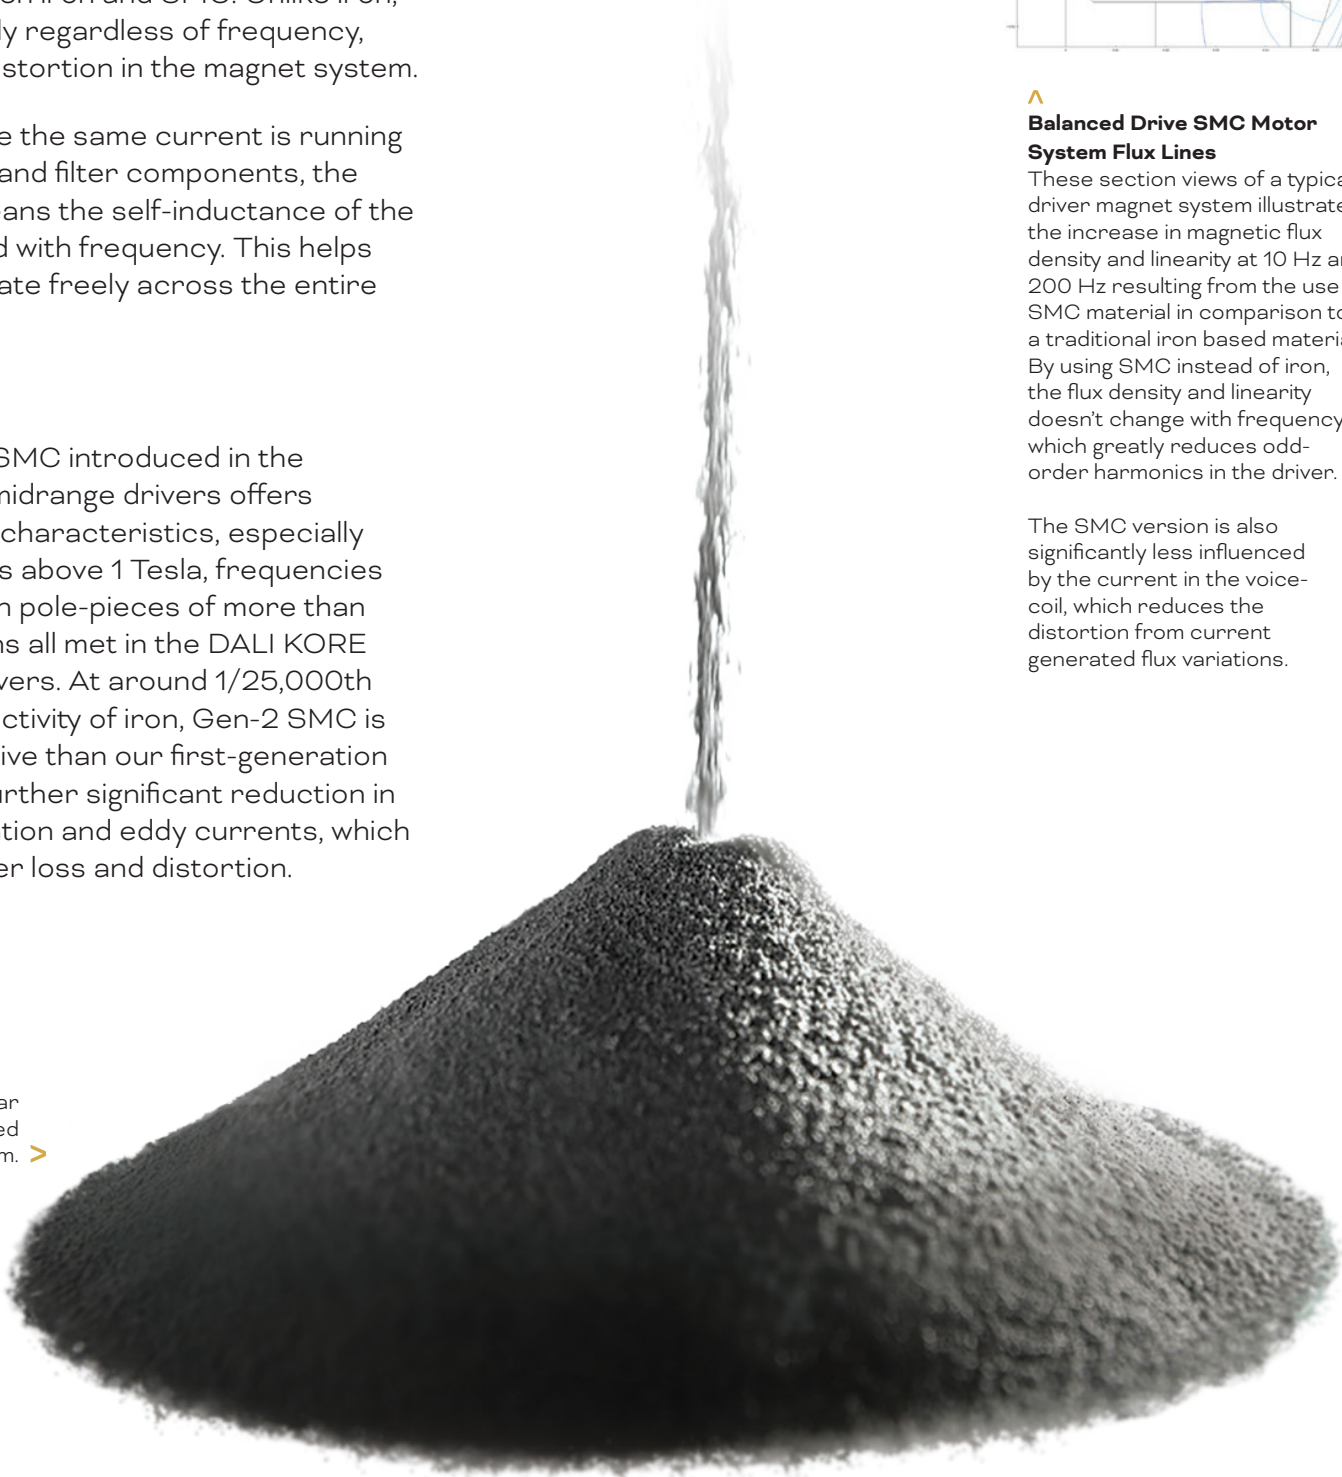 y regardless of frequency,
stortion in the magnet system.
e the same current is running
and filter components, the
ans the self-inductance of the
d with frequency. This helps
ate freely across the entire
SMC introduced in the
midrange drivers offers
characteristics, especially
s above 1 Tesla, frequencies
n pole-pieces of more than
ns all met in the DALI KORE
vers. At around 1/25,000th
ctivity of iron, Gen-2 SMC is
ive than our first-generation
urther significant reduction in
tion and eddy currents, which
er loss and distortion.
ar
ed
m. >
^
Balanced Drive SMC Motor
System Flux Lines
These section views of a typica
driver magnet system illustrate
the increase in magnetic flux
density and linearity at 10 Hz a
200 Hz resulting from the use
SMC material in comparison to
a traditional iron based materi
By using SMC instead of iron,
the flux density and linearity
doesn’t change with frequency
which greatly reduces odd-
order harmonics in the driver.
The SMC version is also
significantly less influenced
by the current in the voice-
coil, which reduces the
distortion from current
generated flux variations.